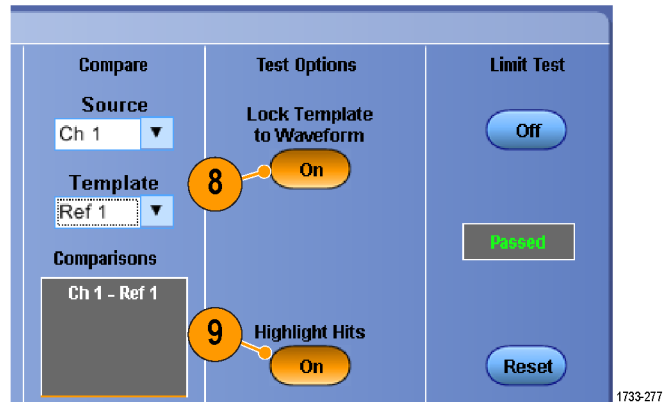 Compare
Source
Ch 1
Template
Ref 1
Comparisons
Ch 1 - Ref 1
Test Options
Lock Template
to Waveform
8
On
9
Highlight Hits
On
Limit Test
Off
Passed
Reset
1733-277